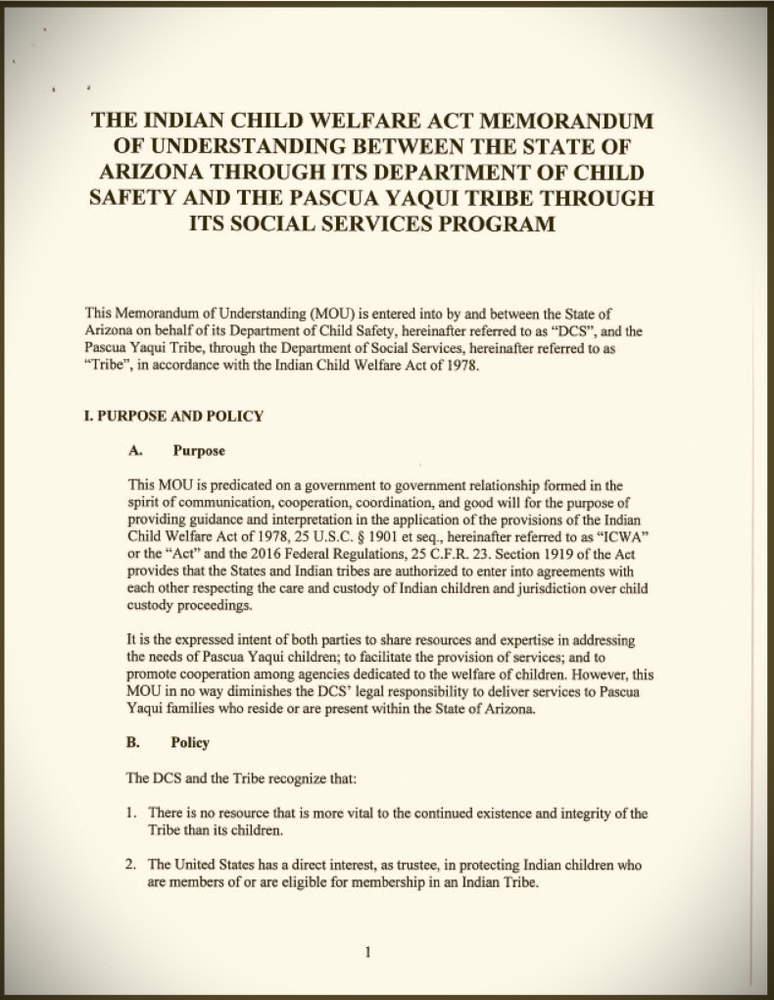 THE INDIAN CHILD WELFARE ACT MEMORANDUM
OF UNDERSTANDING BETWEEN THE STATE OF
ARIZONA THROUGH ITS DEPARTMENT OF CHILD
SAFETY AND THE PASCUA YAQUI TRIBE THROUGH
ITS SOCIAL SERVICES PROGRAM
This Memorandum of Understanding (MOU) is entered into by and between the State of
Arizona on behalf of its Department of Child Safety, hereinafter referred to as “DCS”, and the
Pascua Yaqui Tribe, through the Department of Social Services, hereinafter referred to as
“Tribe”, in accordance with the Indian Child Welfare Act of 1978.
I. PURPOSE AND POLICY
A. Purpose
This MOU is predicated on a government to government relationship formed in the
spirit of communication, cooperation, coordination, and good will for the purpose of
providing guidance and interpretation in the application of the provisions of the Indian
Child Welfare Act of 1978, 25 U.S.C. § 1901 et seq., hereinafter referred to as “ICWA”
or the “Act” and the 2016 Federal Regulations, 25 C.F.R. 23. Section 1919 of the Act
provides that the States and Indian tribes are authorized to enter into agreements with
each other respecting the care and custody of Indian children and jurisdiction over child
custody proceedings.
It is the expressed intent of both parties to share resources and expertise in addressing
the needs of Pascua Yaqui children; to facilitate the provision of services; and to
promote cooperation among agencies dedicated to the welfare of children. However, this
MOU in no way diminishes the DCS’ legal responsibility to deliver services to Pascua
Yaqui families who reside or are present within the State of Arizona.
B. Policy
The DCS and the Tribe recognize that:
1. There is no resource that is more vital to the continued existence and integrity of the
Tribe than its children.
2. The United States has a direct interest, as trustee, in protecting Indian children who
are members of or are eligible for membership in an Indian Tribe.
1